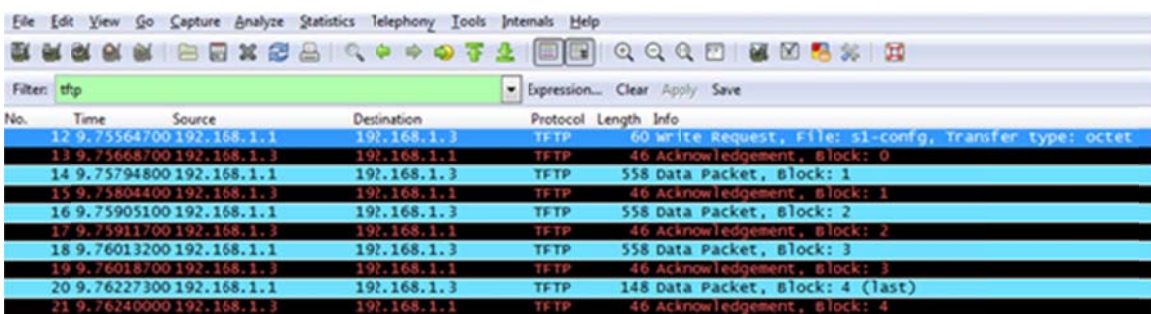 File Edit View Go Capture Analyze Statistics Telephony Tools Internals Help
Filter: tftp Expression... Clear Apply Save
No. Time Source Destination Protocol Length Info
12 9.75564700 192.168.1.1 192.168.1.3 TFTP 60 Write Request, File: s1-confg, Transfer type: octet
13 9.75668700 192.168.1.3 192.168.1.1 TFTP 46 Acknowledgement, Block: 0
14 9.75794800 192.168.1.1 192.168.1.3 TFTP 558 Data Packet, Block: 1
15 9.75804400 192.168.1.3 192.168.1.1 TFTP 46 Acknowledgement, Block: 1
16 9.75905100 192.168.1.1 192.168.1.3 TFTP 558 Data Packet, Block: 2
17 9.75911700 192.168.1.3 192.168.1.1 TFTP 46 Acknowledgement, Block: 2
18 9.76013200 192.168.1.1 192.168.1.3 TFTP 558 Data Packet, Block: 3
19 9.76018700 192.168.1.3 192.168.1.1 TFTP 46 Acknowledgement, Block: 3
20 9.76227300 192.168.1.1 192.168.1.3 TFTP 148 Data Packet, Block: 4 (last)
21 9.76240000 192.168.1.3 192.168.1.1 TFTP 46 Acknowledgement, Block: 4